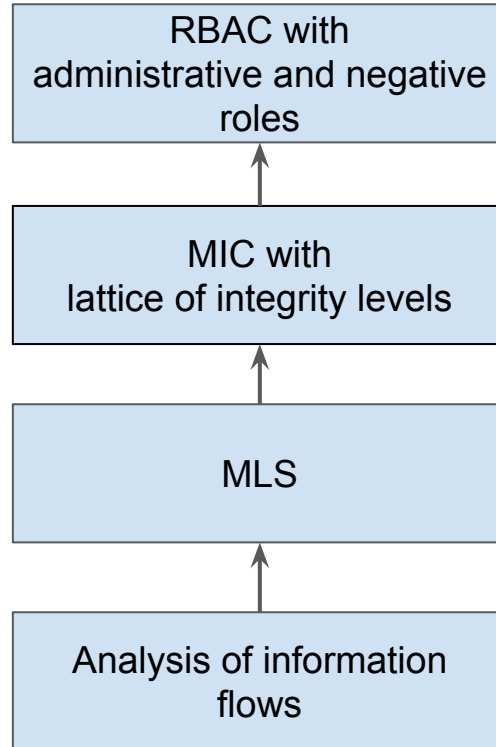 RBAC with
administrative and negative
roles
MIC with
lattice of integrity levels
MLS
Analysis of information
flows